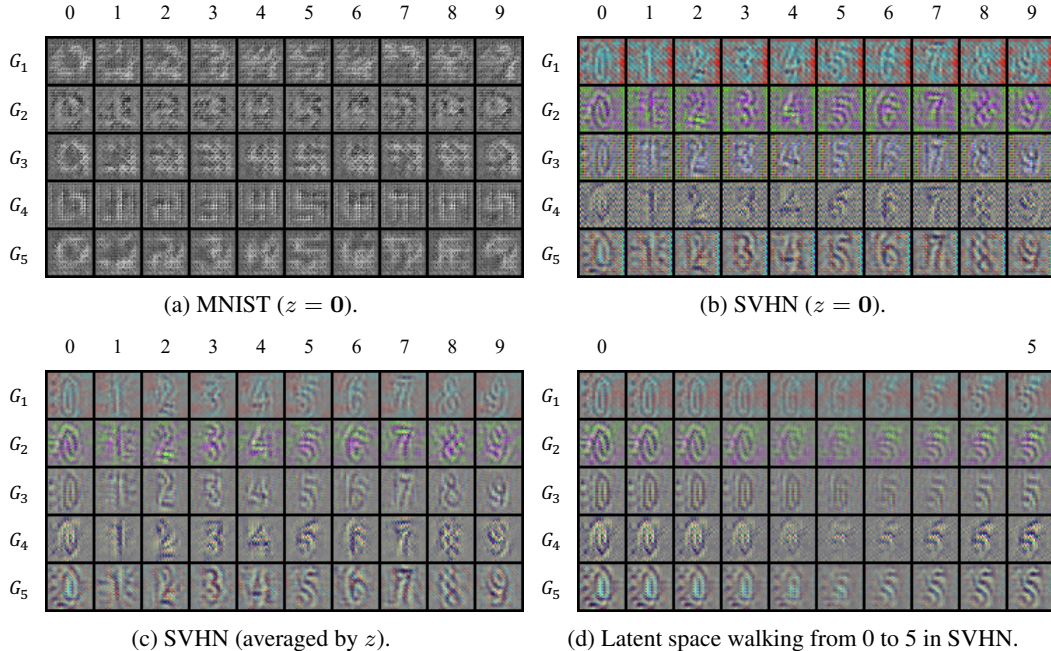 0 1 2 3 4 5 6 7 8 9
G₁
G₂
G₃
G₄
G₅
(a) MNIST (z = 0).
0 1 2 3 4 5 6 7 8 9
G₁
G₂
G₃
G₄
G₅
(b) SVHN (z = 0).
0 1 2 3 4 5 6 7 8 9
G₁
G₂
G₃
G₄
G₅
(c) SVHN (averaged by z).
0 5
G₁
G₂
G₃
G₄
G₅
(d) Latent space walking from 0 to 5 in SVHN.